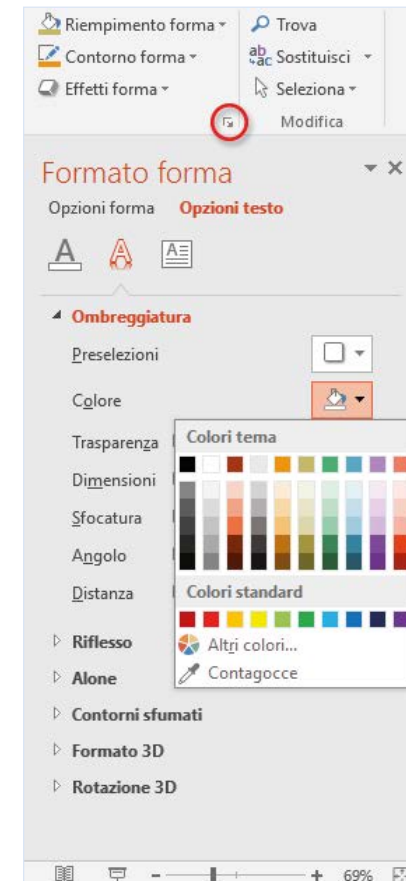 Riempimento forma
Trova
Contorno forma
ab
ac Sostituisci
Effetti forma
Seleziona
Modifica
Formato forma
Opzioni forma Opzioni testo
A A A
Ombreggiatura
Preselezioni
Colore
Trasparenza
Colori tema
Dimensioni
Sfocatura
Angolo
Distanza
Colori standard
Altri colori...
Contagocce
Riflesso
Alone
Contorni sfumati
Formato 3D
Rotazione 3D
- + 69%